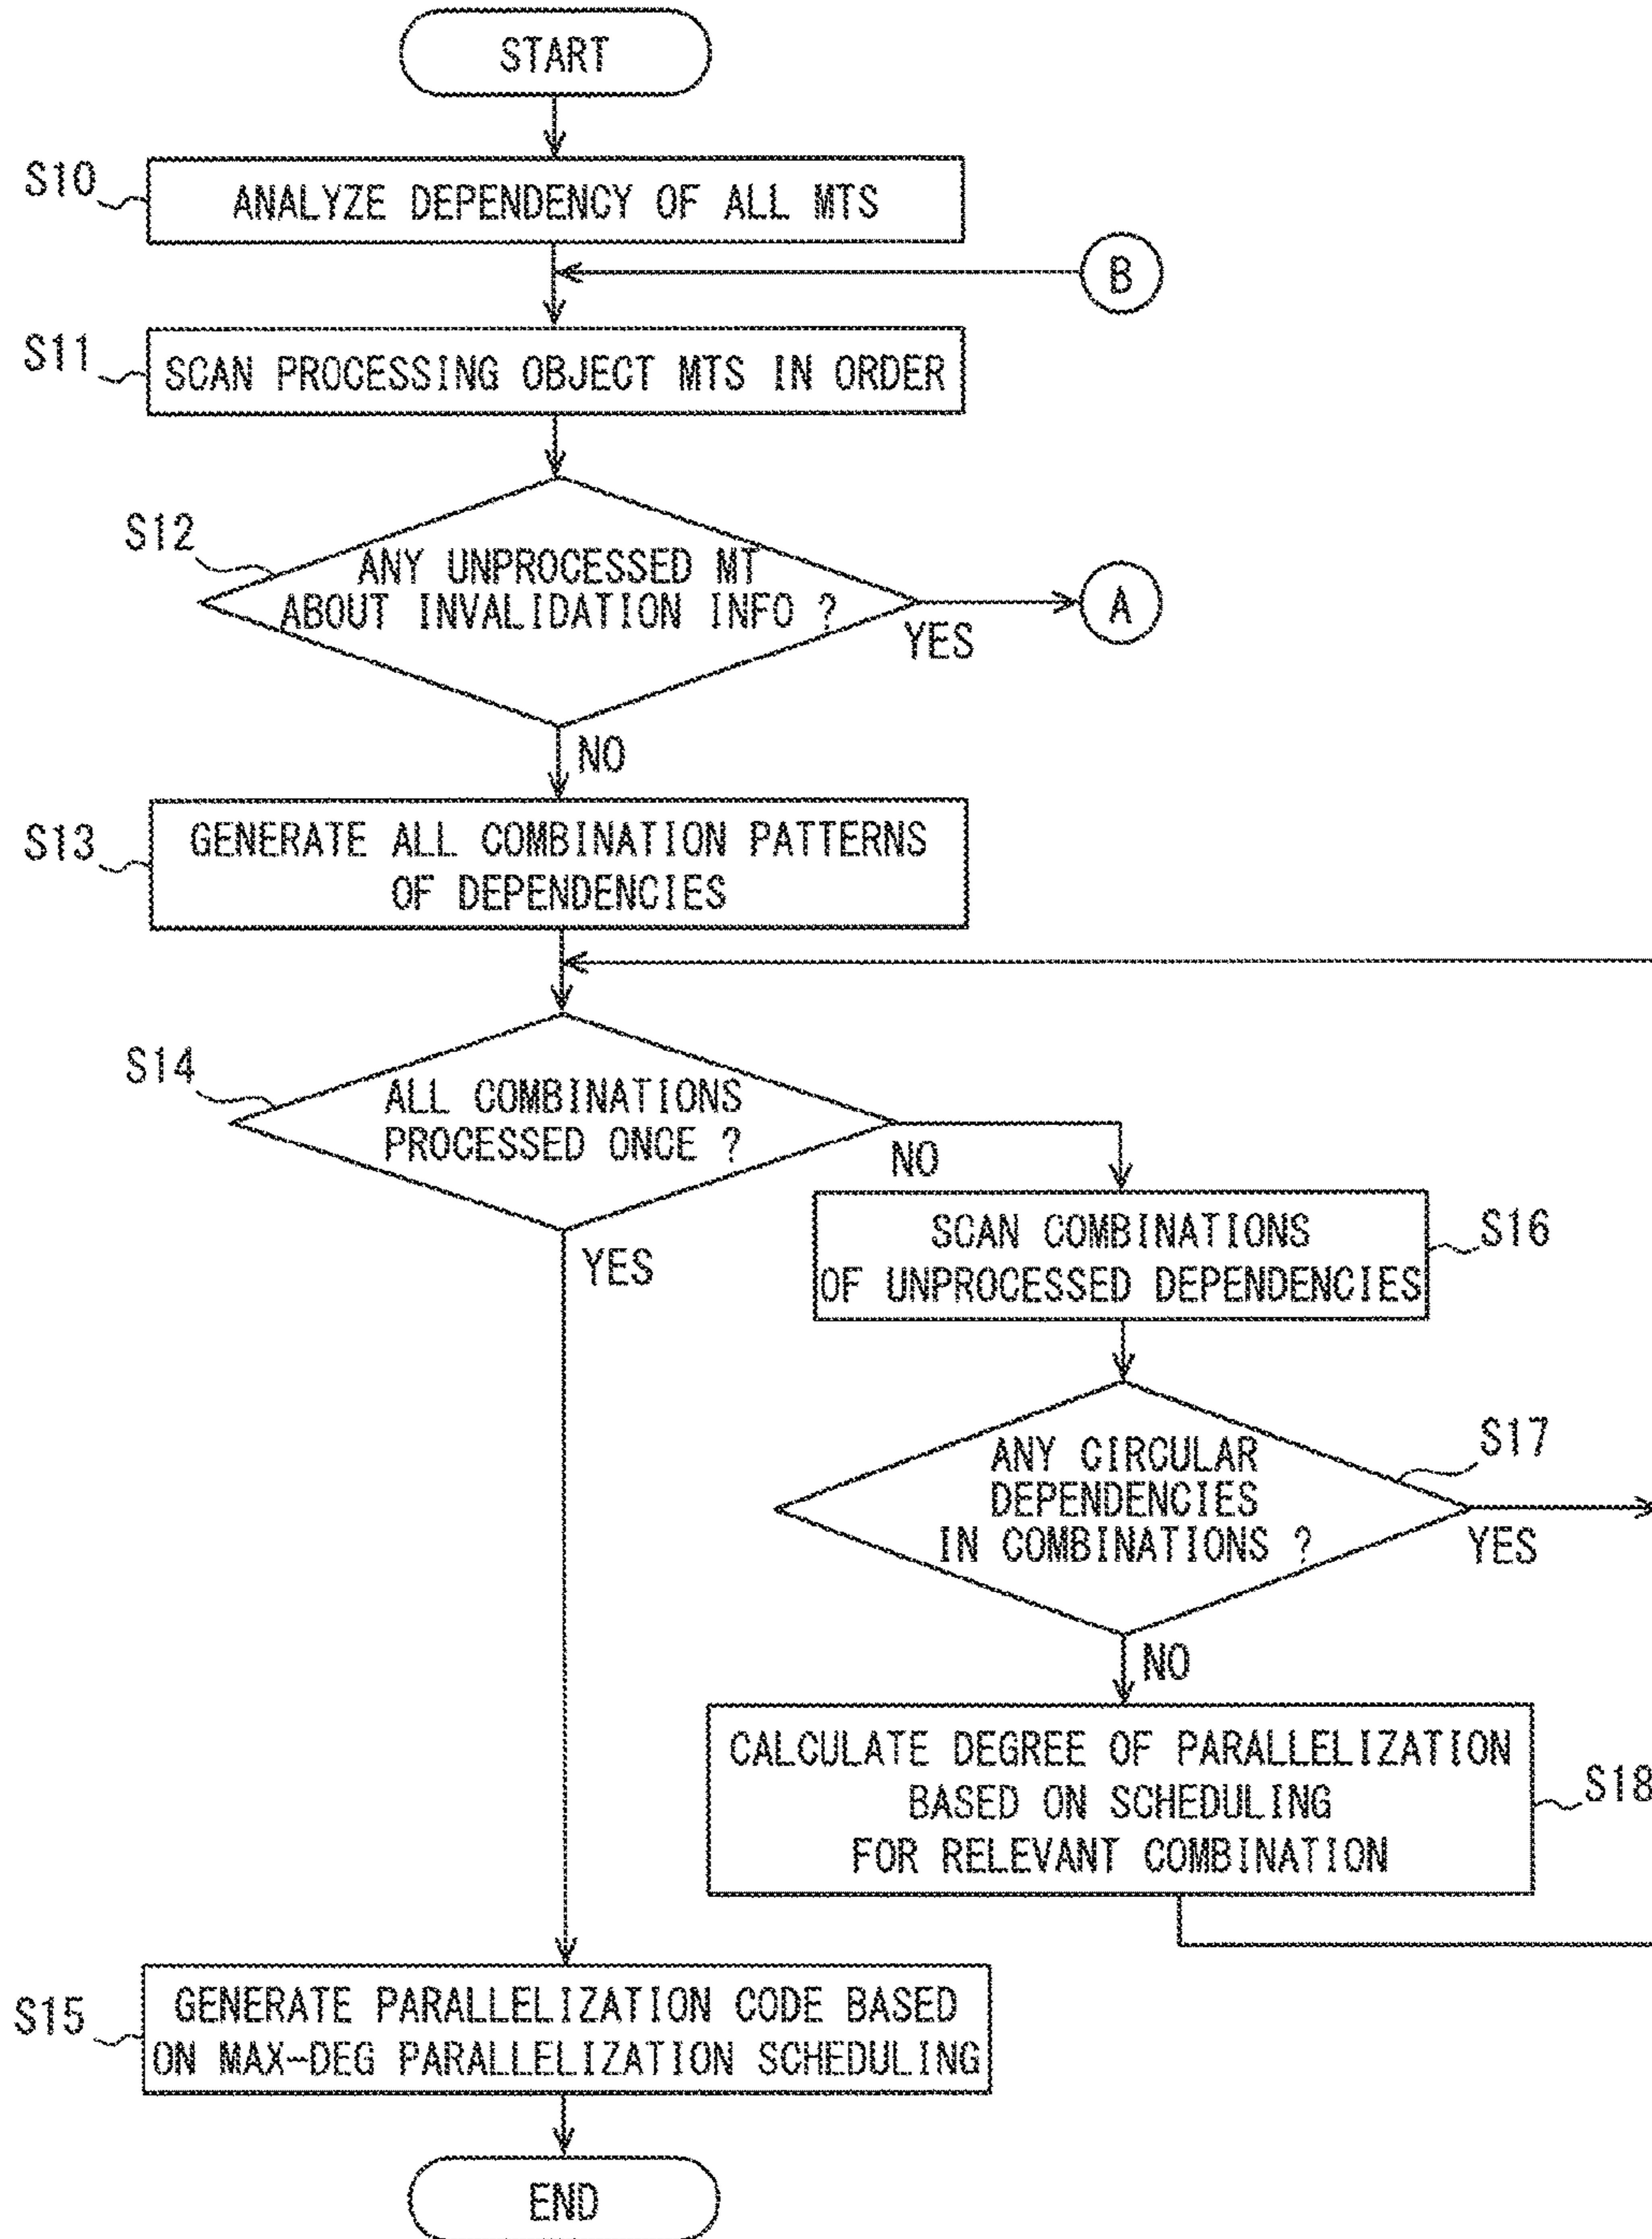 START
S10
ANALYZE DEPENDENCY OF ALL MTS
B
S11
SCAN PROCESSING OBJECT MTS IN ORDER
S12
ANY UNPROCESSED MT
ABOUT INVALIDATION INFO ?
A
YES
NO
S13
GENERATE ALL COMBINATION PATTERNS
OF DEPENDENCIES
S14
ALL COMBINATIONS
PROCESSED ONCE ?
NO
YES
SCAN COMBINATIONS
OF UNPROCESSED DEPENDENCIES
S16
ANY CIRCULAR
DEPENDENCIES
IN COMBINATIONS ?
S17
YES
NO
CALCULATE DEGREE OF PARALLELIZATION
BASED ON SCHEDULING
FOR RELEVANT COMBINATION
S18
S15
GENERATE PARALLELIZATION CODE BASED
ON MAX-DEG PARALLELIZATION SCHEDULING
END